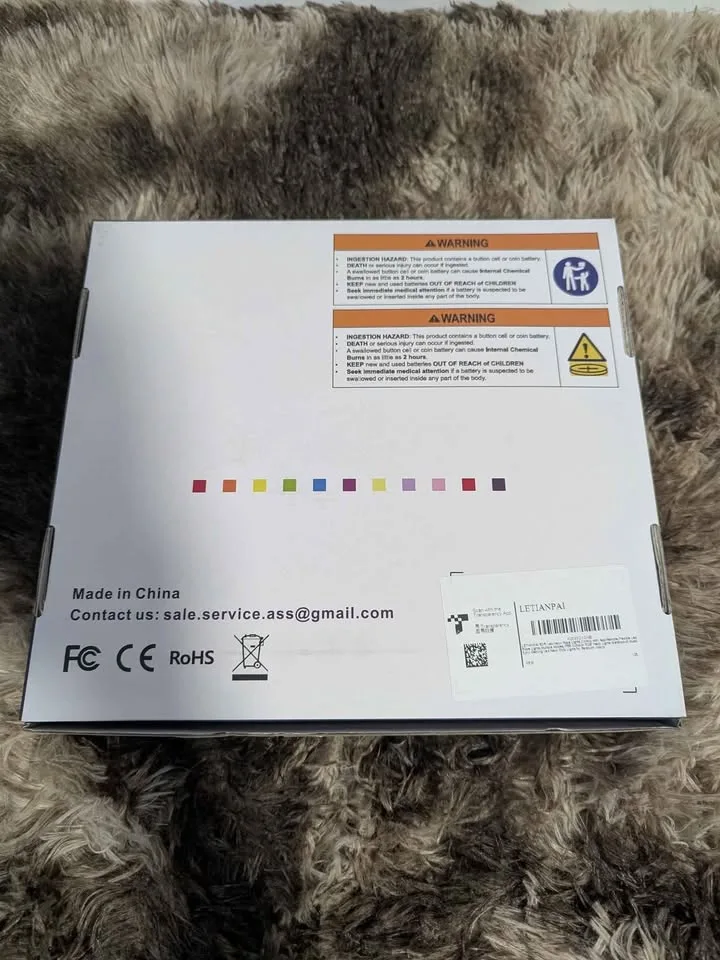 WARNING
INGESTION HAZARD: This product contains a button cell or coin battery.
DEATH or serious injury can occur if ingested.
A swallowed button cell or coin battery can cause Internal Chemical
Burns in as little as 2 hours.
KEEP new and used batteries OUT OF REACH of CHILDREN
Seek immediate medical attention if a battery is suspected to be
swallowed or inserted inside any part of the body.
WARNING
INGESTION HAZARD: This product contains a button cell or coin battery.
DEATH or serious injury can occur if ingested.
A swallowed button cell or coin battery can cause Internal Chemical
Burns in as little as 2 hours.
KEEP new and used batteries OUT OF REACH of CHILDREN
Seek immediate medical attention if a battery is suspected to be
swallowed or inserted inside any part of the body.
Made in China
Contact us: sale.service.ass@gmail.com
FC CE RoHS
Scan with the
Transparency App
Transparency
LETIANPAI